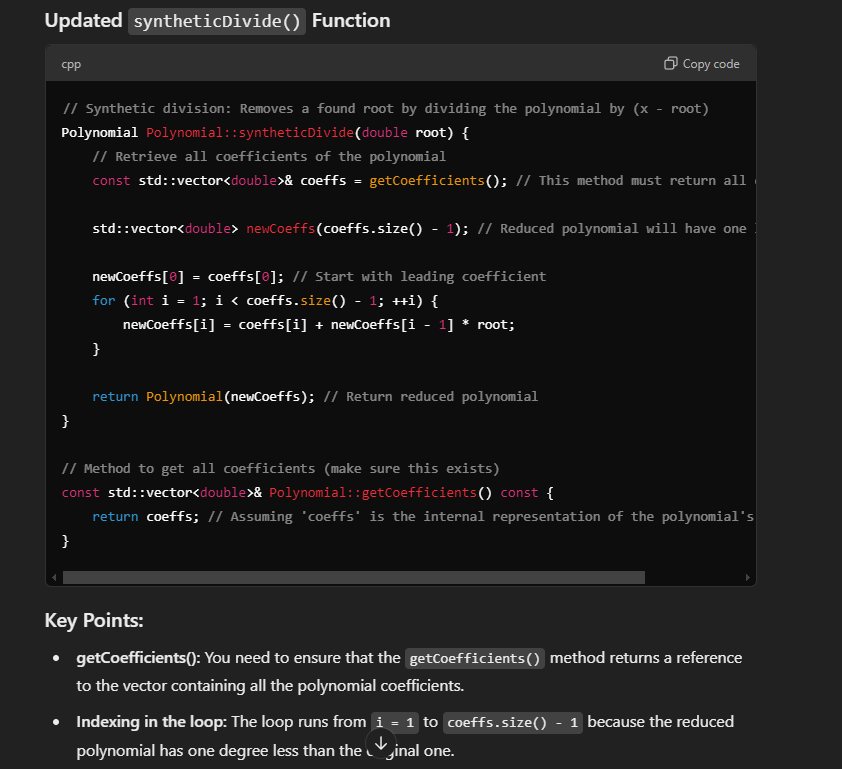 Updated syntheticDivide() Function
cpp
Copy code
// Synthetic division: Removes a found root by dividing the polynomial by (x - root)
Polynomial Polynomial::syntheticDivide(double root) {
    // Retrieve all coefficients of the polynomial
    const std::vector<double>& coeffs = getCoefficients(); // This method must return all
    std::vector<double> newCoeffs(coeffs.size() - 1); // Reduced polynomial will have one
    newCoeffs[0] = coeffs[0]; // Start with leading coefficient
    for (int i = 1; i < coeffs.size() - 1; ++i) {
        newCoeffs[i] = coeffs[i] + newCoeffs[i - 1] * root;
    }
    return Polynomial(newCoeffs); // Return reduced polynomial
}
// Method to get all coefficients (make sure this exists)
const std::vector<double>& Polynomial::getCoefficients() const {
    return coeffs; // Assuming 'coeffs' is the internal representation of the polynomial's
}
Key Points:
• getCoefficients(): You need to ensure that the getCoefficients() method returns a reference
to the vector containing all the polynomial coefficients.
• Indexing in the loop: The loop runs from i = 1 to coeffs.size() - 1 because the reduced
polynomial has one degree less than the one.